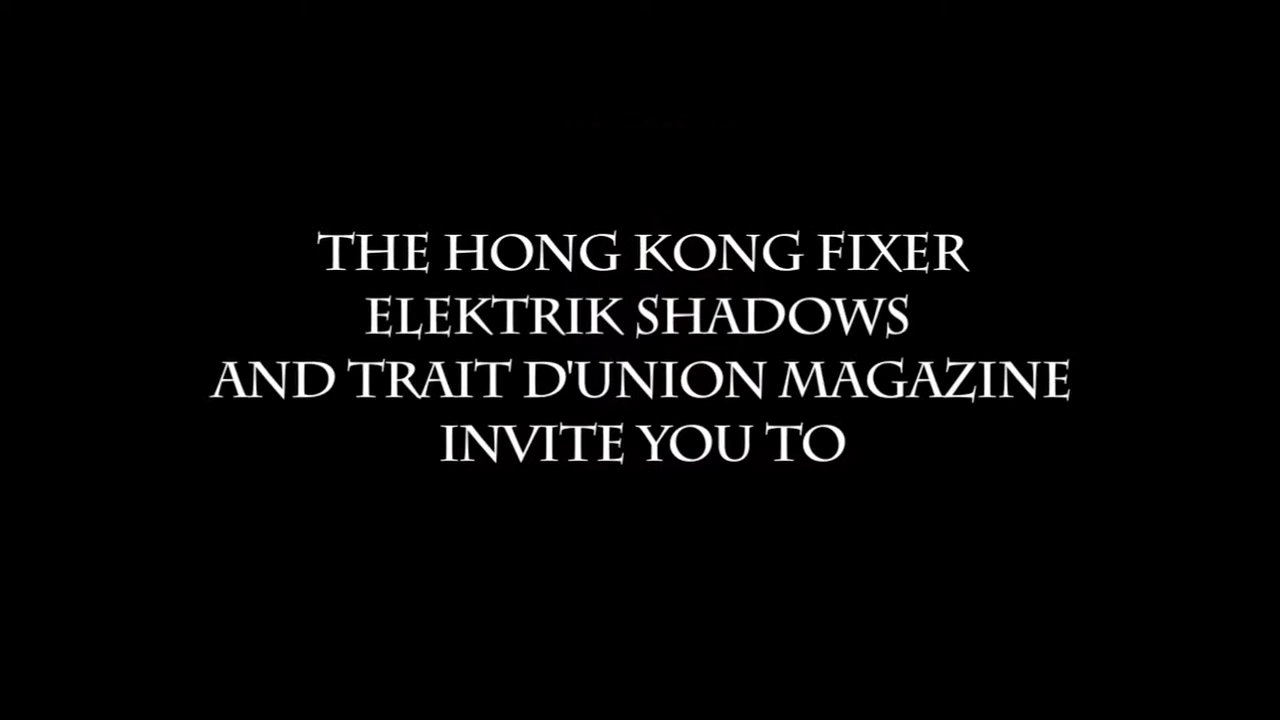 THE HONG KONG FIXER
ELEKTRIK SHADOWS
AND TRAIT D'UNION MAGAZINE
INVITE YOU TO